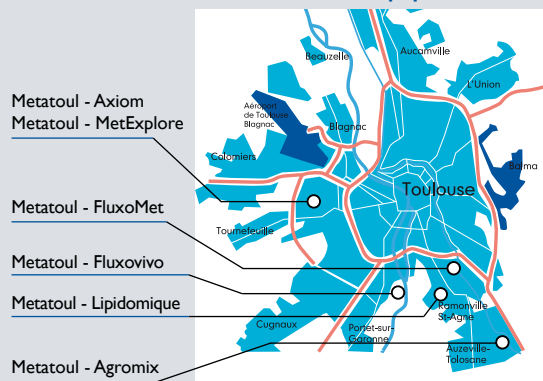 Metatoul - Axiom
Metatoul - MetExplore
Metatoul - FluxoMet
Metatoul - Fluxovivo
Metatoul - Lipidomique
Metatoul - Agromix
Beauzelle
Aucamville
L'Union
Aéroport
de Toulouse
Blagnac
Blagnac
Colomiers
Balma
Toulouse
Tournefeuille
Cugnaux
Portet-sur-
Garonne
Ramonville
St-Agne
Auzeville-
Tolosane